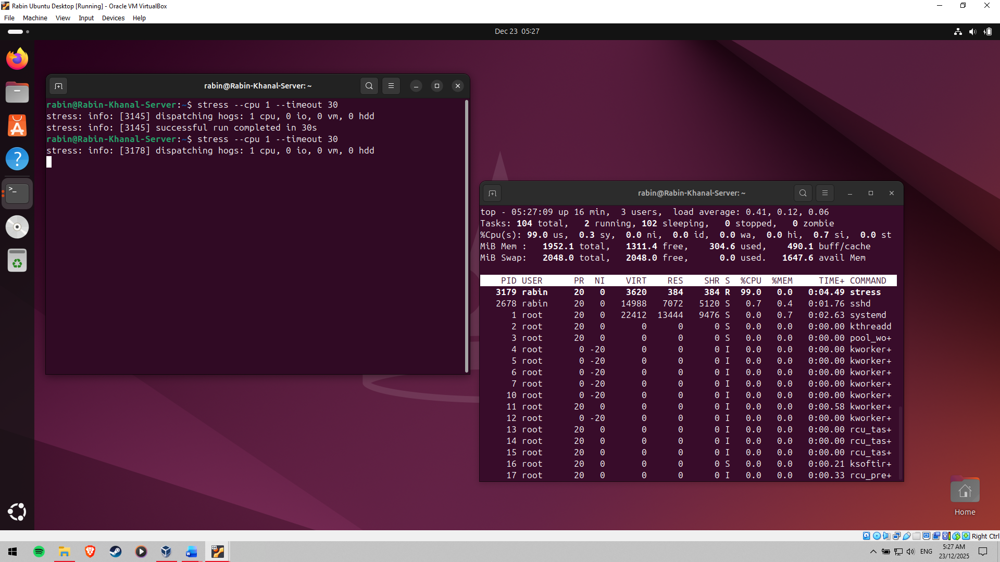 Rabin Ubuntu Desktop [Running] - Oracle VM VirtualBox
File Machine View Input Devices Help
Dec 23 05:27
rabin@Rabin-Khanal-Server: ~
rabin@Rabin-Khanal-Server:~$ stress --cpu 1 --timeout 30
stress: info: [3145] dispatching hogs: 1 cpu, 0 io, 0 vm, 0 hdd
stress: info: [3145] successful run completed in 30s
rabin@Rabin-Khanal-Server:~$ stress --cpu 1 --timeout 30
stress: info: [3178] dispatching hogs: 1 cpu, 0 io, 0 vm, 0 hdd
rabin@Rabin-Khanal-Server: ~
top - 05:27:09 up 16 min,  3 users,  load average: 0.41, 0.12, 0.06
Tasks: 104 total,   2 running, 102 sleeping,   0 stopped,   0 zombie
%Cpu(s): 99.0 us,  0.3 sy,  0.0 ni,  0.0 id,  0.0 wa,  0.0 hi,  0.7 si,  0.0 st
MiB Mem :   1952.1 total,   1311.4 free,    304.6 used,    490.1 buff/cache
MiB Swap:   2048.0 total,   2048.0 free,      0.0 used.   1647.6 avail Mem
PID USER      PR  NI    VIRT    RES    SHR S  %CPU  %MEM     TIME+ COMMAND
3179 rabin     20   0    3620    384    384 R  99.0   0.0   0:04.49 stress
2678 rabin     20   0   14988   7072   5120 S   0.7   0.4   0:01.76 sshd
1 root      20   0   22412  13444   9476 S   0.0   0.7   0:02.63 systemd
2 root      20   0       0      0      0 S   0.0   0.0   0:00.00 kthreadd
3 root      20   0       0      0      0 S   0.0   0.0   0:00.00 pool_wo+
4 root       0 -20       0      0      0 I   0.0   0.0   0:00.00 kworker+
5 root       0 -20       0      0      0 I   0.0   0.0   0:00.00 kworker+
6 root       0 -20       0      0      0 I   0.0   0.0   0:00.00 kworker+
7 root       0 -20       0      0      0 I   0.0   0.0   0:00.00 kworker+
10 root       0 -20       0      0      0 I   0.0   0.0   0:00.00 kworker+
11 root      20   0       0      0      0 I   0.0   0.0   0:00.58 kworker+
12 root       0 -20       0      0      0 I   0.0   0.0   0:00.00 kworker+
13 root      20   0       0      0      0 I   0.0   0.0   0:00.00 rcu_tas+
14 root      20   0       0      0      0 I   0.0   0.0   0:00.00 rcu_tas+
15 root      20   0       0      0      0 I   0.0   0.0   0:00.00 rcu_tas+
16 root      20   0       0      0      0 S   0.0   0.0   0:00.21 ksoftir+
17 root      20   0       0      0      0 I   0.0   0.0   0:00.33 rcu_pre+
Home
Right Ctrl
ENG
5:27 AM
23/12/2025